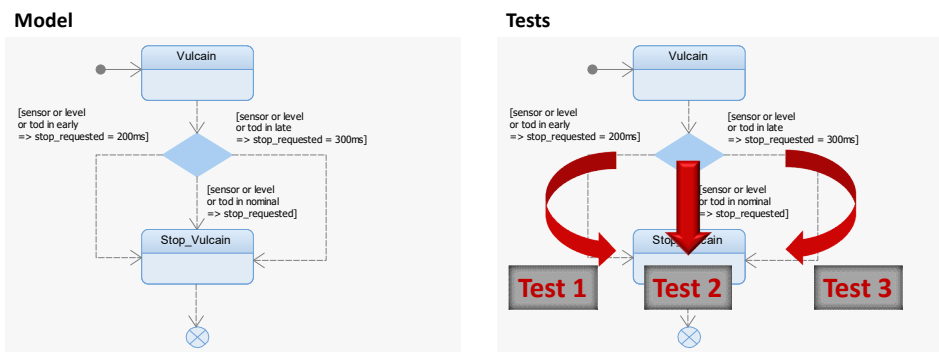 Model
Vulcain
[sensor or level
or tod in early
=> stop_requested = 200ms]
[sensor or level
or tod in late
=> stop_requested = 300ms]
[sensor or level
or tod in nominal
=> stop_requested]
Stop_Vulcain
Tests
Vulcain
[sensor or level
or tod in early
=> stop_requested = 200ms]
[sensor or level
or tod in late
=> stop_requested = 300ms]
[sensor or level
or tod in nominal
=> stop_requested]
Stop_Vulcain
Test 1
Test 2
Test 3